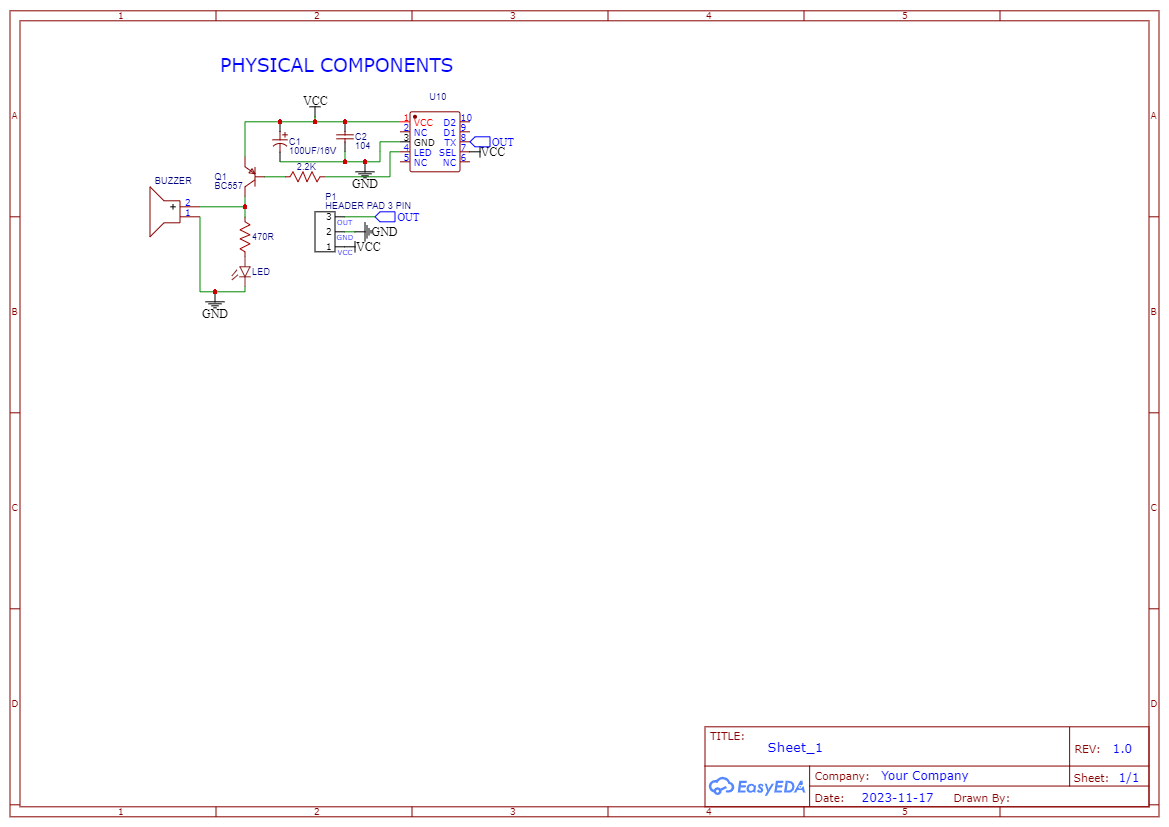 1 2 3 4 5
PHYSICAL COMPONENTS
A A
VCC
U10
1 VCC D2 10
2 NC D1 9
3 GND TX 8 OUT
4 LED SEL 7 VCC
5 NC NC 6
C1
100UF/16V
C2
104
2.2K
GND
Q1
BC557
BUZZER
+ 2
1
470R
LED
GND
P1
HEADER PAD 3 PIN
3 OUT OUT
2 GND GND
1 VCC VCC
B B
C C
D D
TITLE:
Sheet_1
REV: 1.0
EasyEDA
Company: Your Company
Sheet: 1/1
Date: 2023-11-17 Drawn By:
1 2 3 4 5